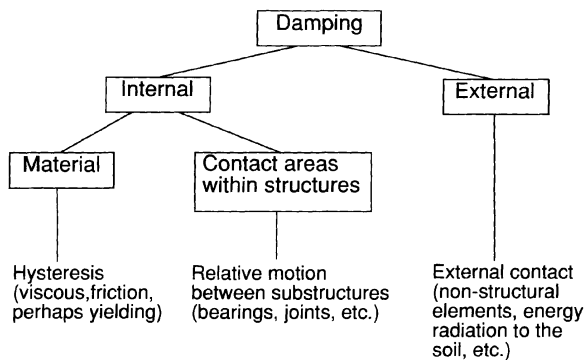 Damping
Internal
External
Material
Contact areas
within structures
Hysteresis
(viscous,friction,
perhaps yielding)
Relative motion
between substructures
(bearings, joints, etc.)
External contact
(non-structural
elements, energy
radiation to the
soil, etc.)